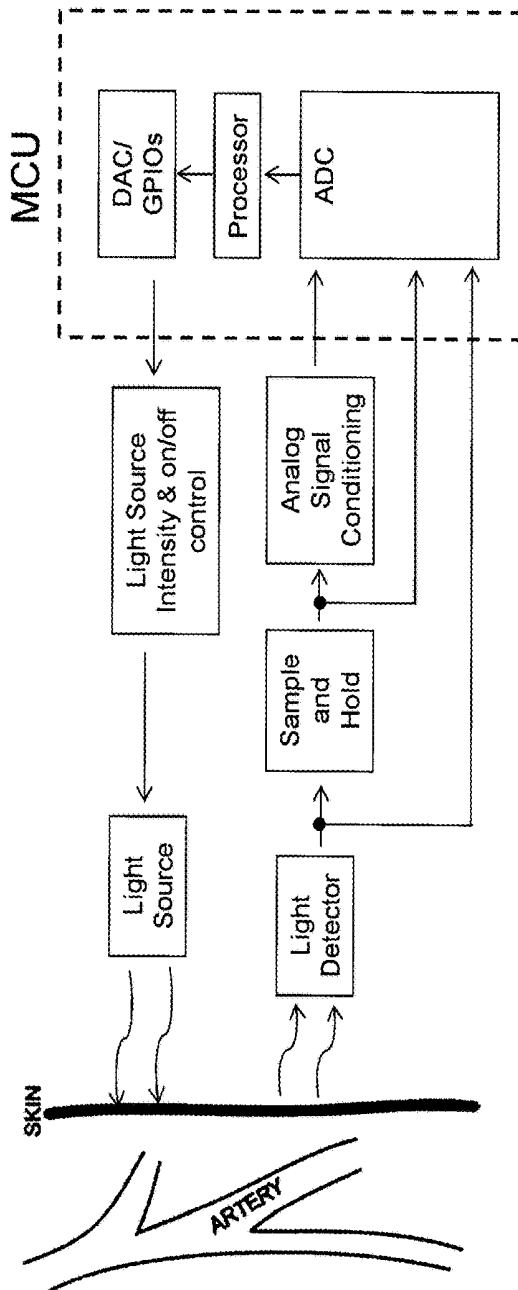 MCU
DAC/
GPIOs
Processor
ADC
Light Source
Intensity & on/off
control
Analog
Signal
Conditioning
Sample
and
Hold
Light
Source
Light
Detector
SKIN
ARTERY